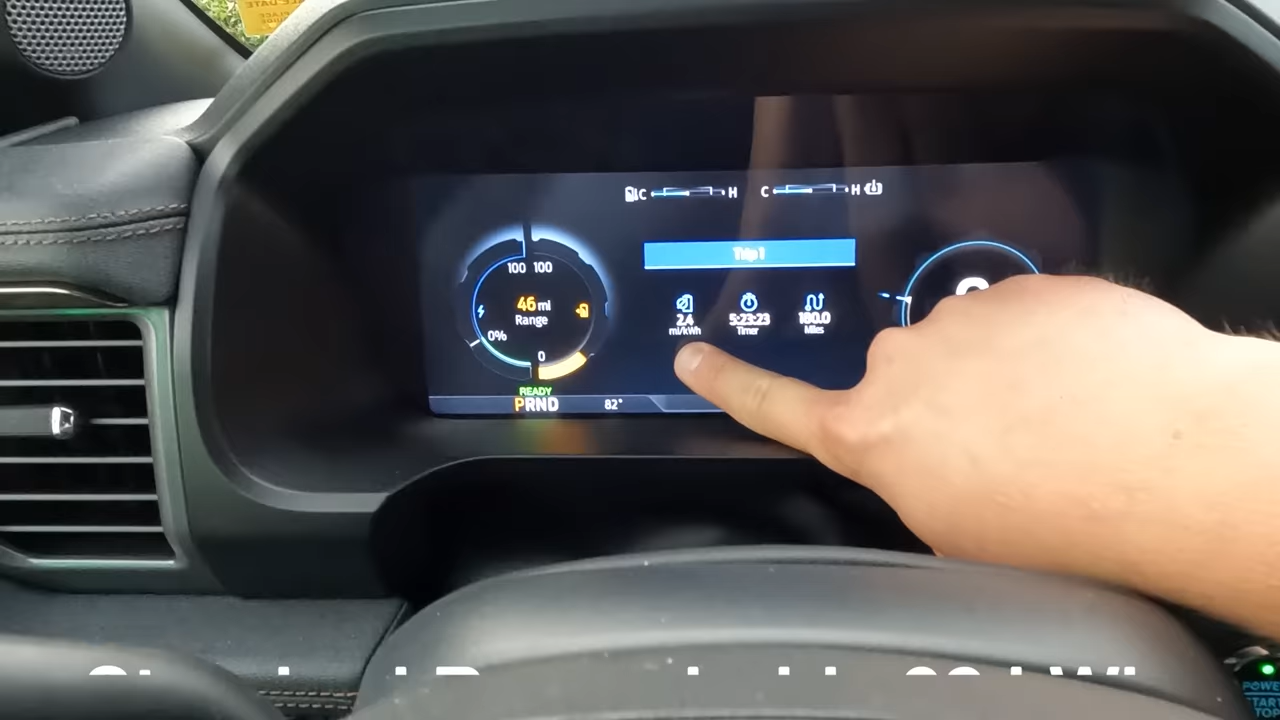 C H C H
Trip 1
100 100
46 mi
Range
0%
0
2.4
mi/kWh
5:23:23
Timer
180.0
Miles
READY
PRND
82°
POWER